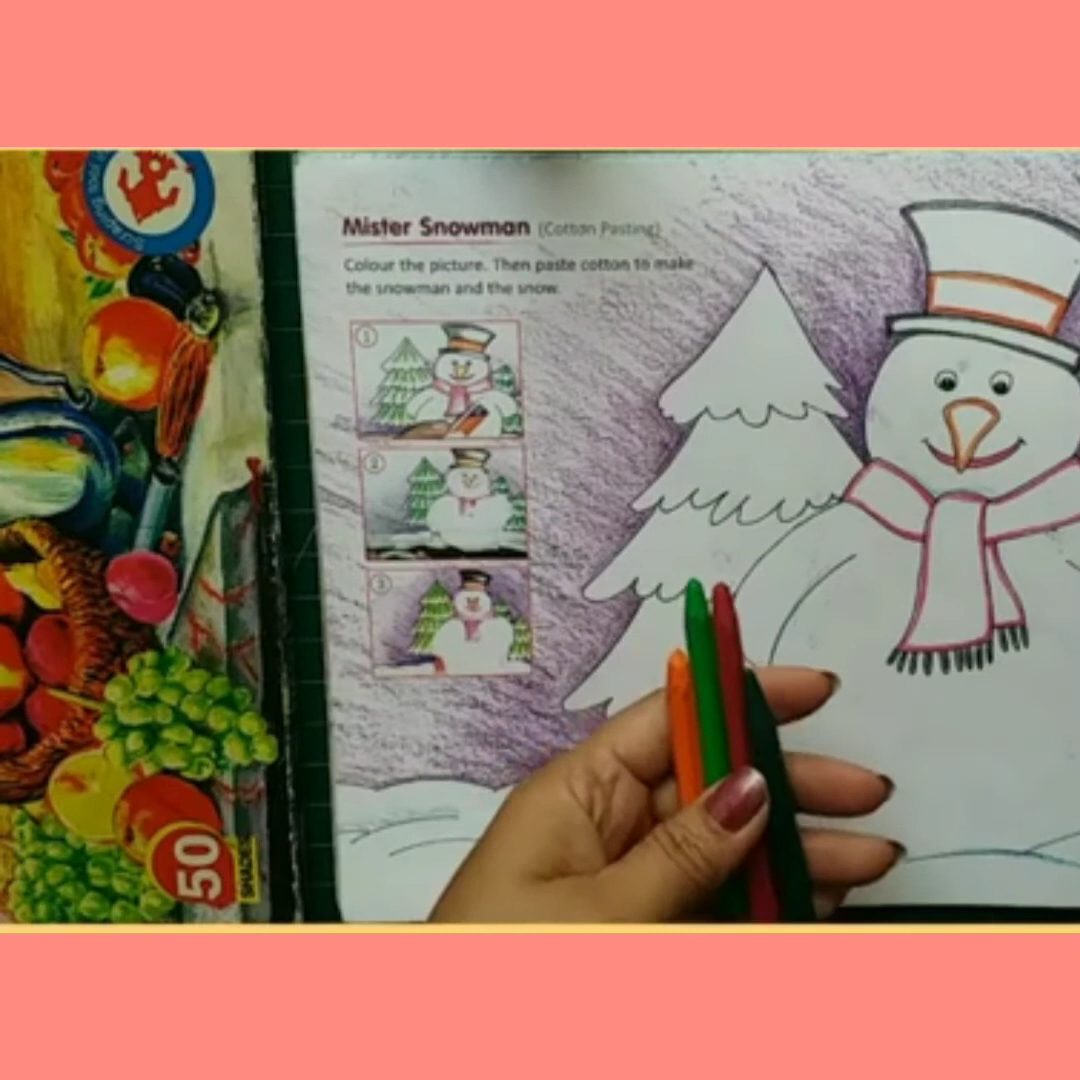 Mister Snowman (Cotton Pasting)
Colour the picture. Then paste cotton to make
the snowman and the snow.
1
2
3
50
SHADES